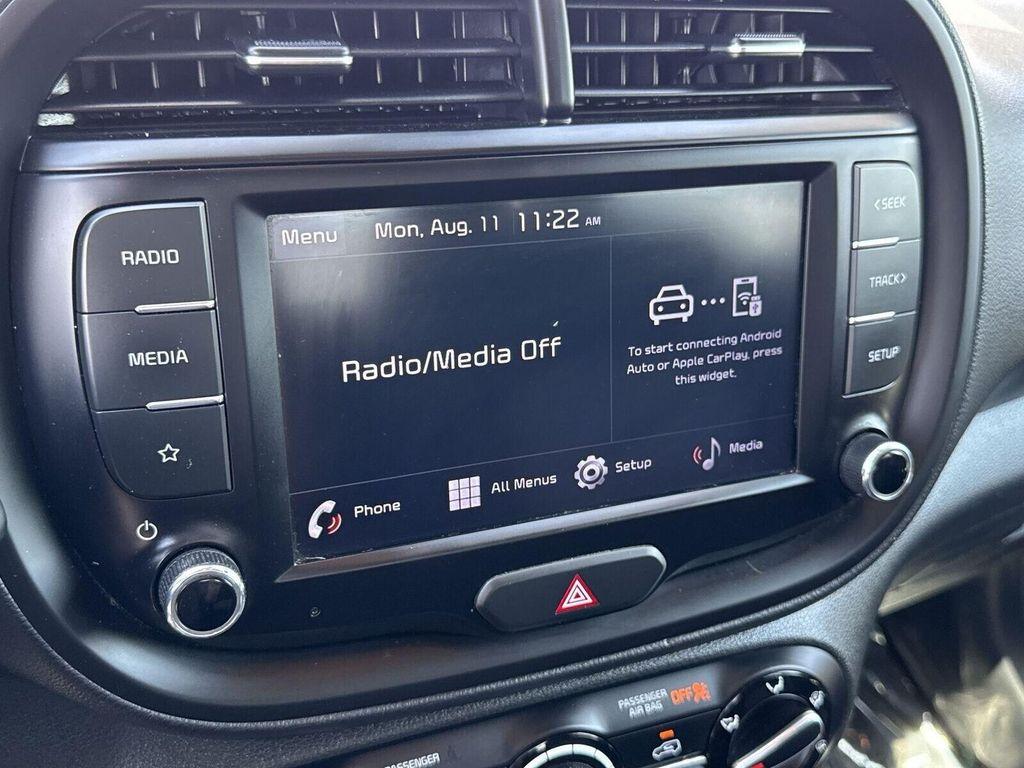 RADIO
MEDIA
Menu
Mon, Aug. 11
11:22 AM
Radio/Media Off
To start connecting Android
Auto or Apple CarPlay, press
this widget.
Phone
All Menus
Setup
Media
<SEEK
TRACK>
SETUP
PASSENGER
AIR BAG
OFF
PASSENGER